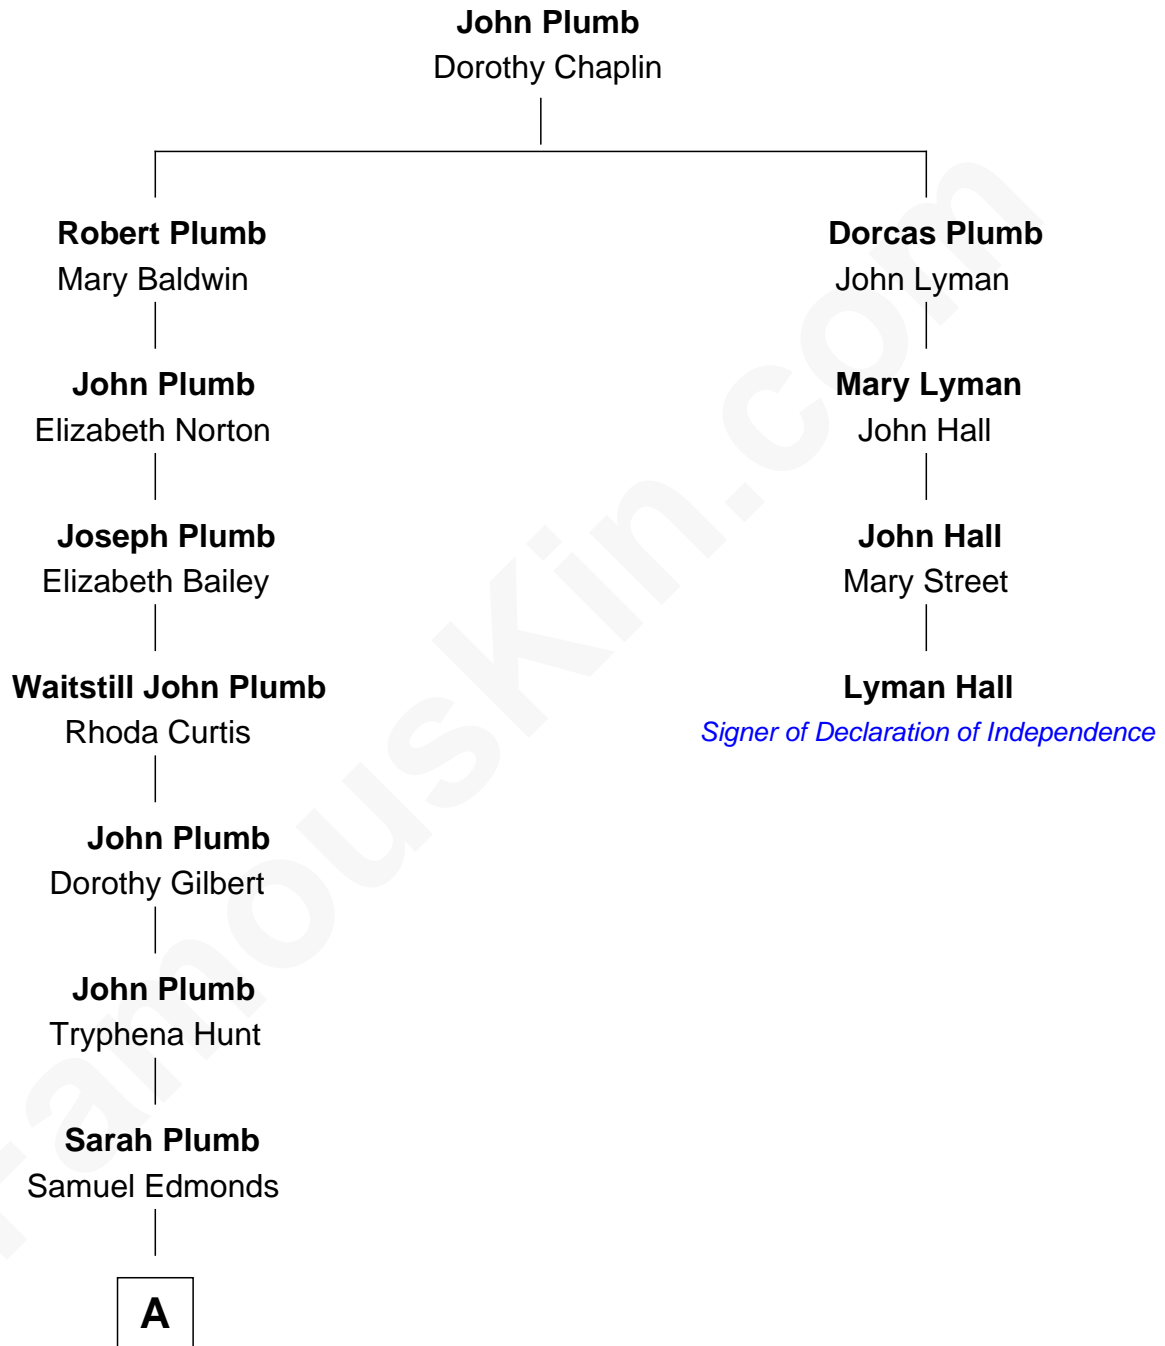 John Plumb
Dorothy Chaplin
Robert Plumb
Mary Baldwin
John Plumb
Elizabeth Norton
Joseph Plumb
Elizabeth Bailey
Waitstill John Plumb
Rhoda Curtis
John Plumb
Dorothy Gilbert
John Plumb
Tryphena Hunt
Sarah Plumb
Samuel Edmonds
A
Dorcas Plumb
John Lyman
Mary Lyman
John Hall
John Hall
Mary Street
Lyman Hall
Signer of Declaration of Independence
FamousKin.com